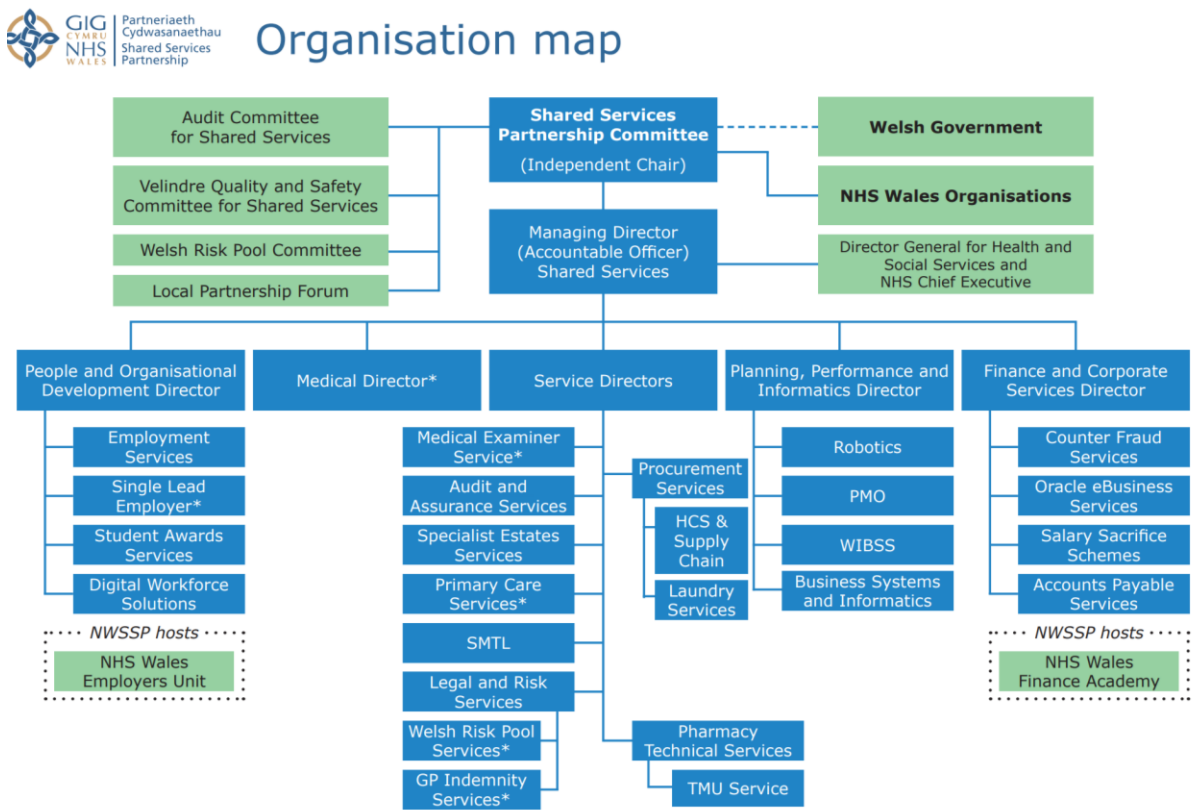 GIG
CYMRU
NHS
WALES
Partneriaeth
Cydwasanaethau
Shared Services
Partnership
Organisation map
Audit Committee
for Shared Services
Velindre Quality and Safety
Committee for Shared Services
Welsh Risk Pool Committee
Local Partnership Forum
Shared Services
Partnership Committee
(Independent Chair)
Managing Director
(Accountable Officer)
Shared Services
Welsh Government
NHS Wales Organisations
Director General for Health and
Social Services and
NHS Chief Executive
People and Organisational
Development Director
Medical Director*
Service Directors
Planning, Performance and
Informatics Director
Finance and Corporate
Services Director
Employment
Services
Single Lead
Employer*
Student Awards
Services
Digital Workforce
Solutions
NWSSP hosts
NHS Wales
Employers Unit
Medical Examiner
Service*
Audit and
Assurance Services
Specialist Estates
Services
Primary Care
Services*
SMTL
Legal and Risk
Services
Welsh Risk Pool
Services*
GP Indemnity
Services*
Procurement
Services
HCS &
Supply
Chain
Laundry
Services
Pharmacy
Technical Services
TMU Service
Robotics
PMO
WIBSS
Business Systems
and Informatics
Counter Fraud
Services
Oracle eBusiness
Services
Salary Sacrifice
Schemes
Accounts Payable
Services
NWSSP hosts
NHS Wales
Finance Academy